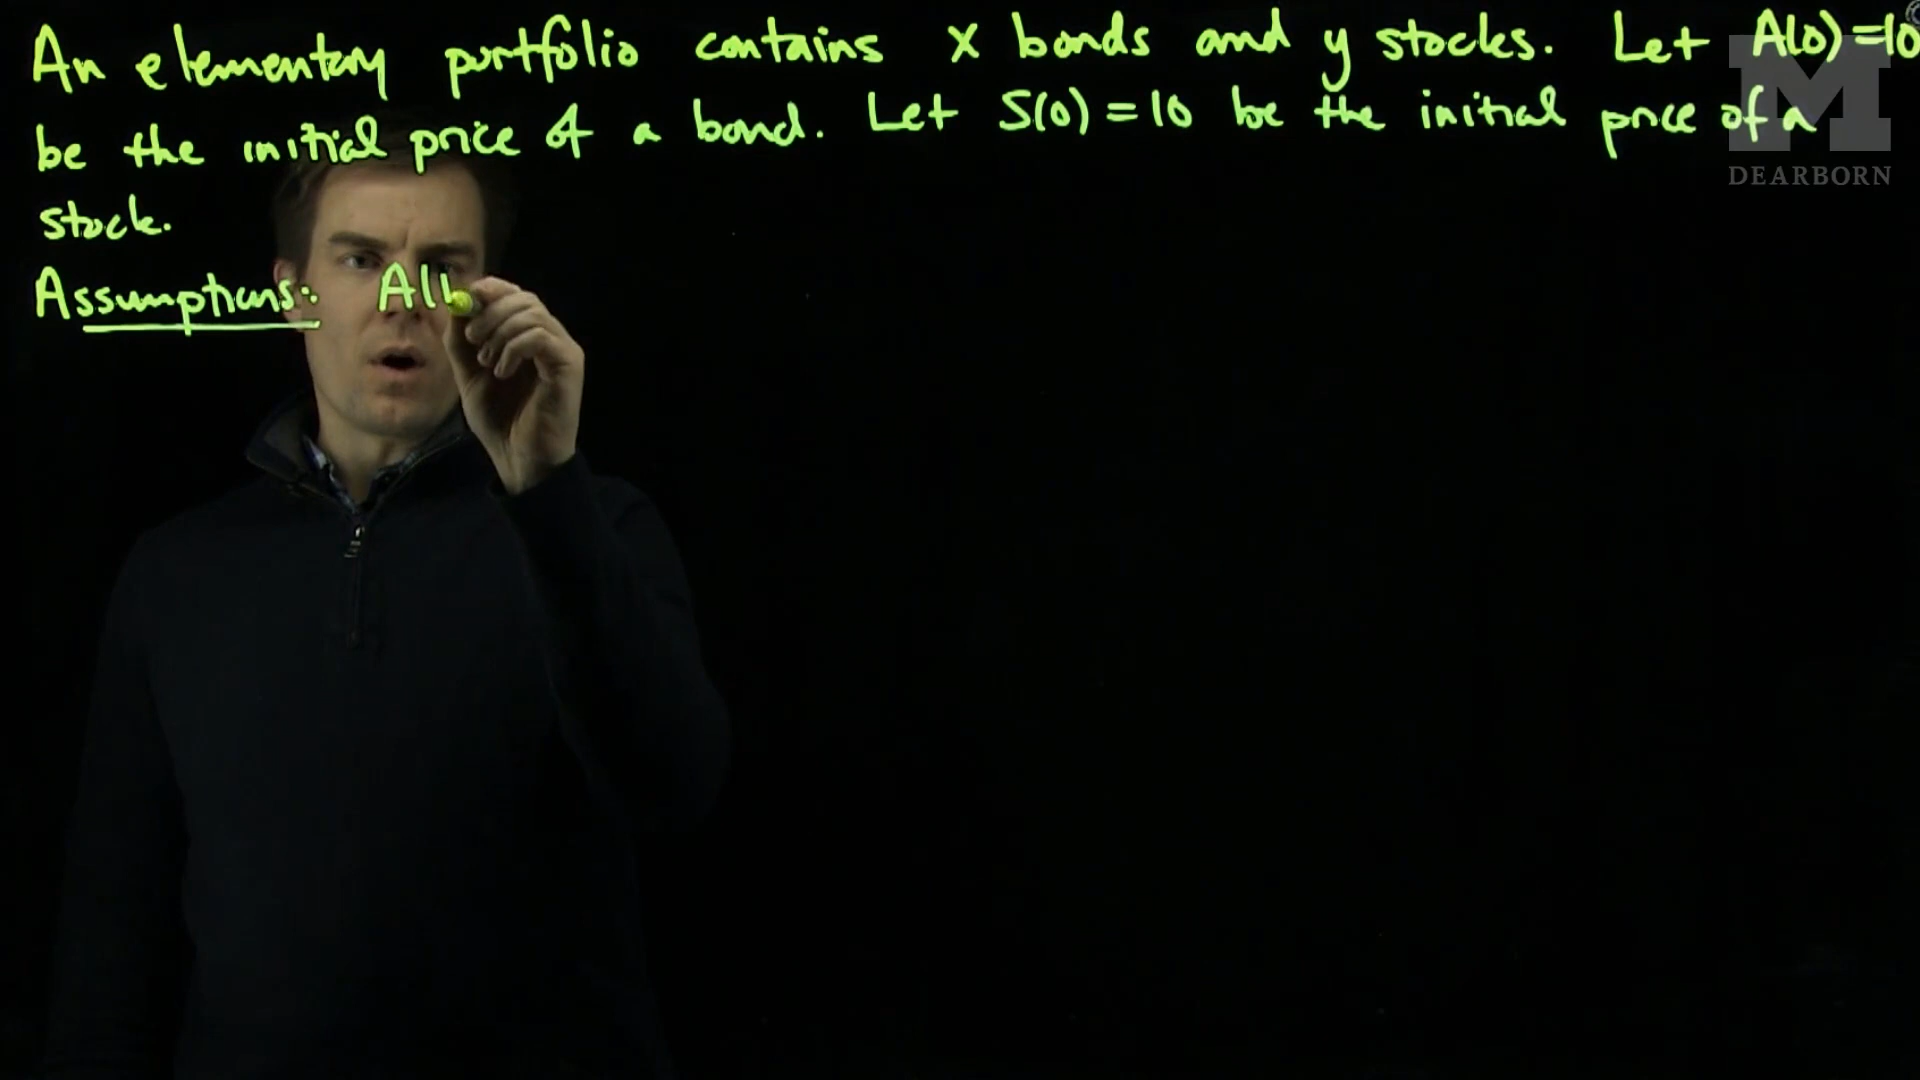 An elementary portfolio contains x bonds and y stocks. Let A(0)=10
be the initial price of a bond. Let S(0)=10 be the initial price of a
stock.
Assumptions: A(1
M
DEARBORN